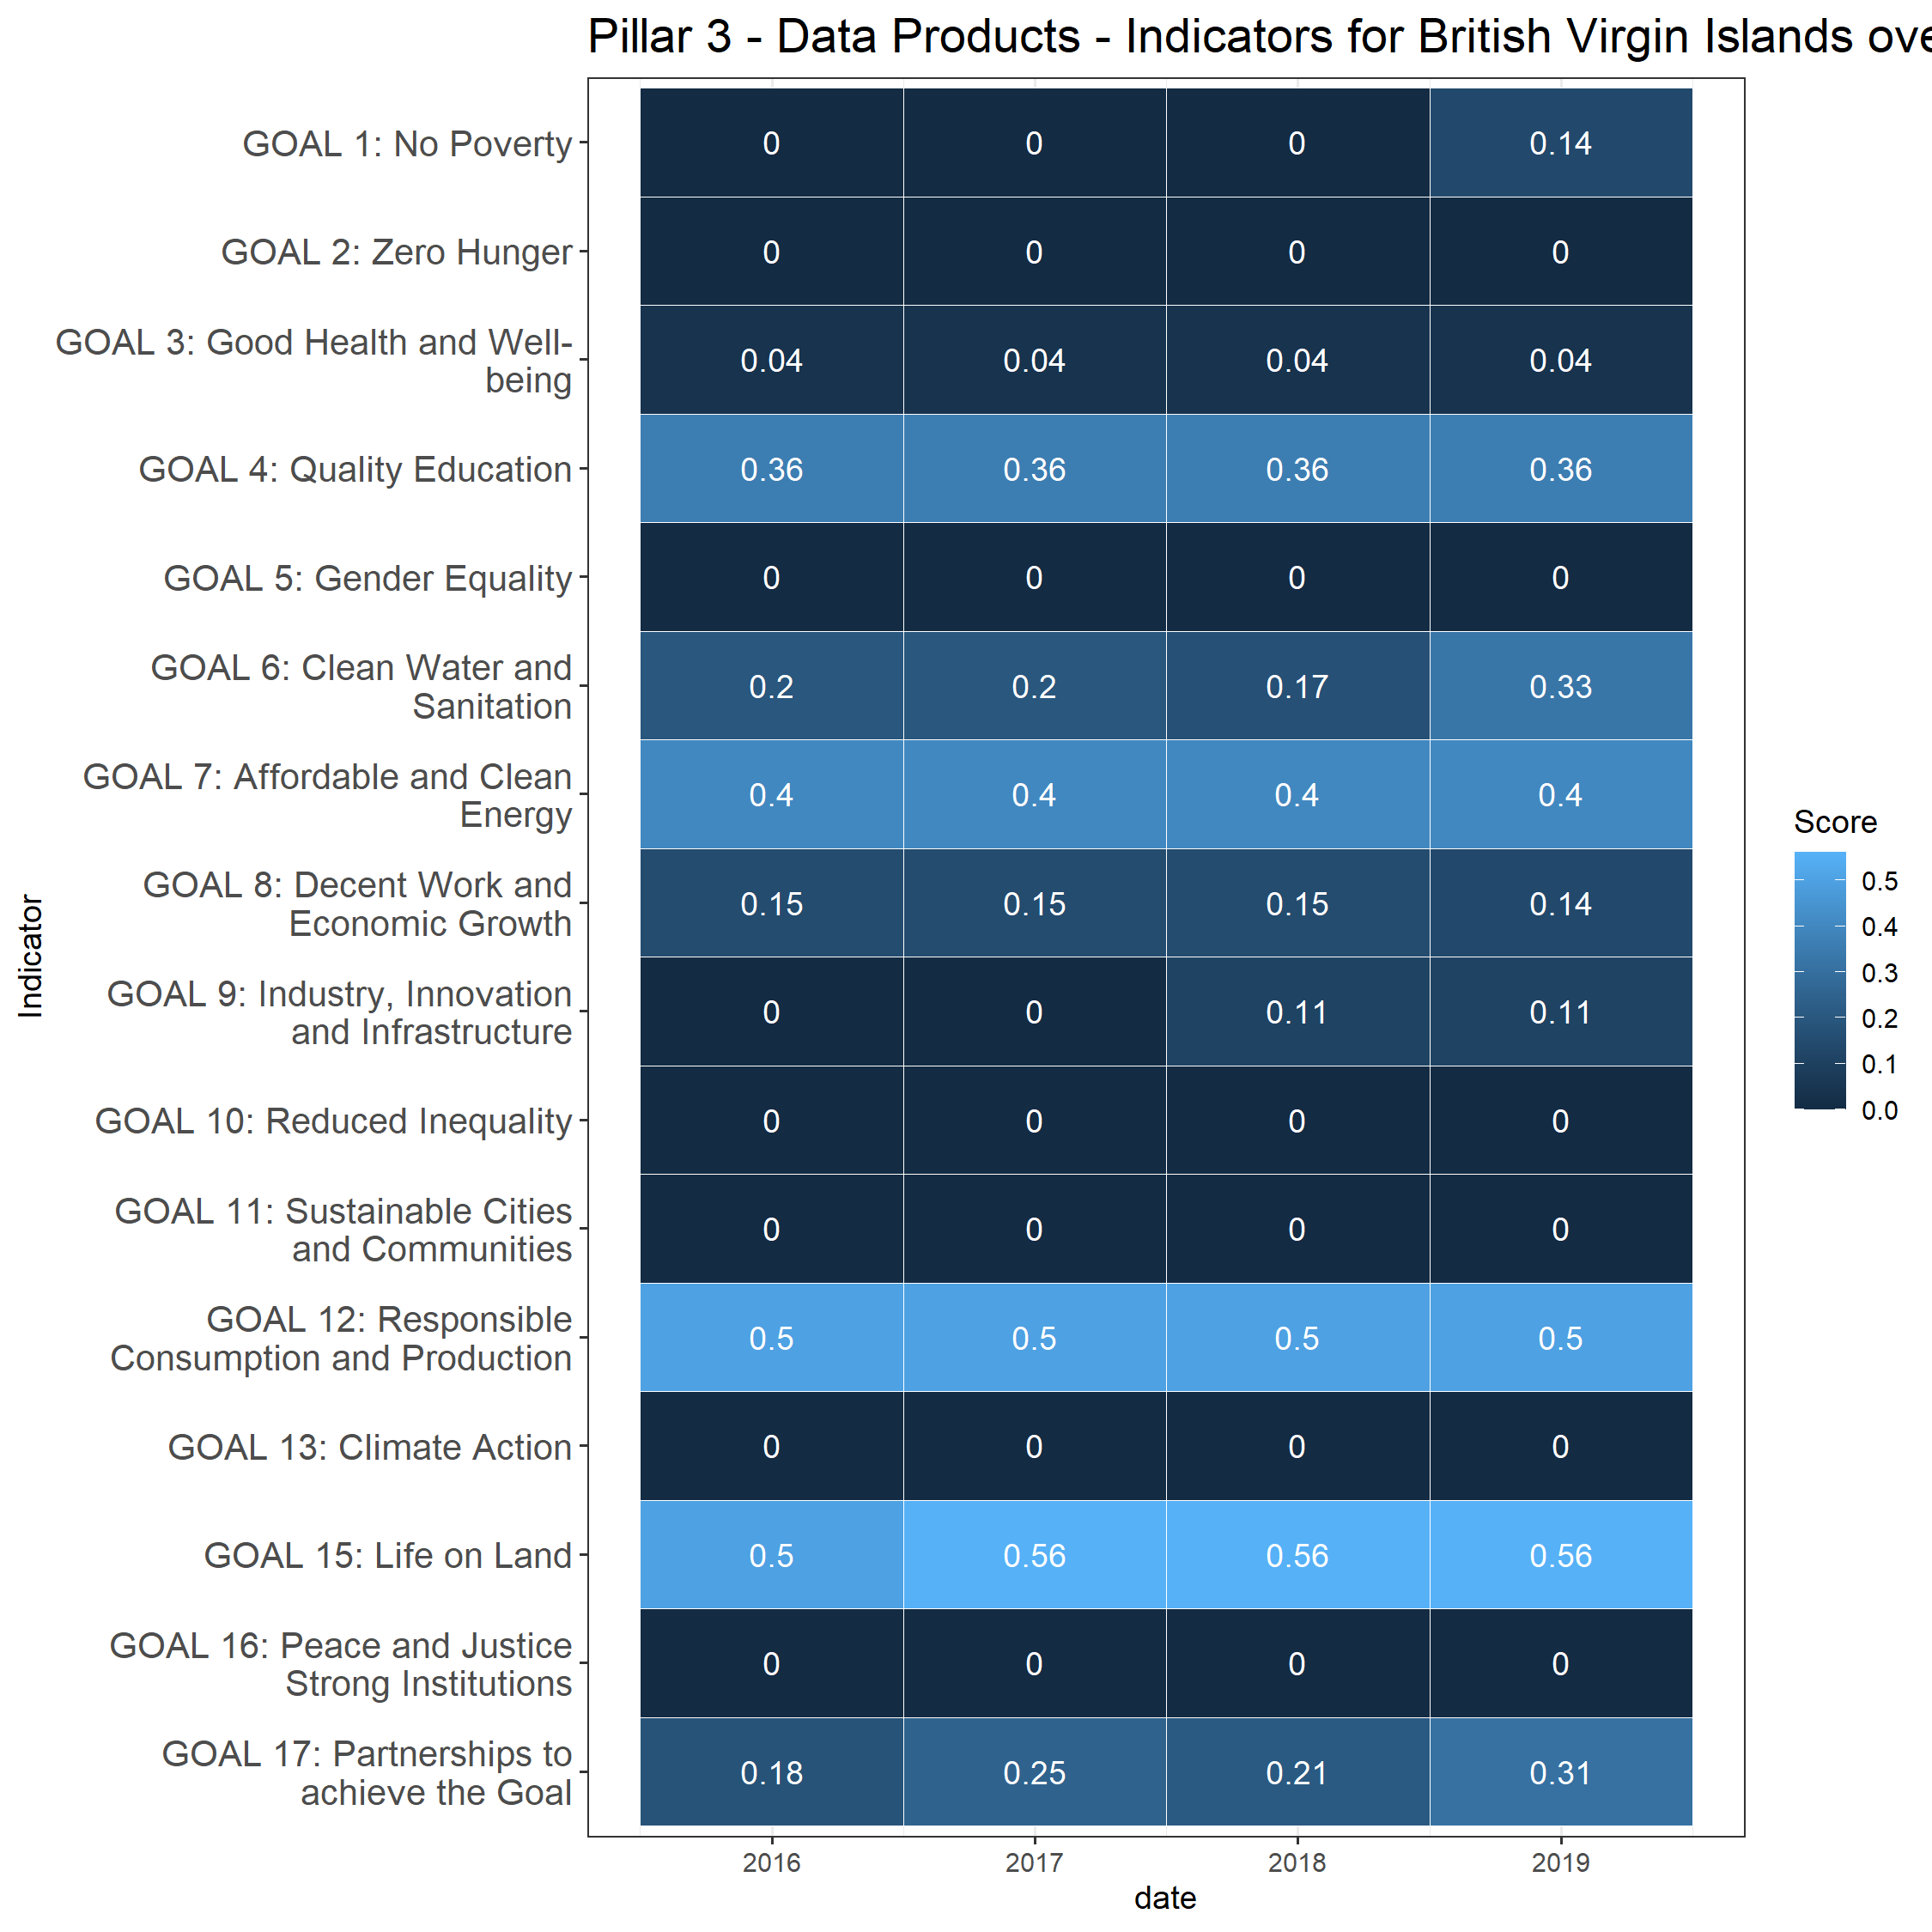 Pillar 3 - Data Products - Indicators for British Virgin Islands ove
GOAL 1: No Poverty
0 0 0 0.14
GOAL 2: Zero Hunger
0 0 0 0
GOAL 3: Good Health and Well-
being
0.04 0.04 0.04 0.04
GOAL 4: Quality Education
0.36 0.36 0.36 0.36
GOAL 5: Gender Equality
0 0 0 0
GOAL 6: Clean Water and
Sanitation
0.2 0.2 0.17 0.33
GOAL 7: Affordable and Clean
Energy
0.4 0.4 0.4 0.4
GOAL 8: Decent Work and
Economic Growth
0.15 0.15 0.15 0.14
GOAL 9: Industry, Innovation
and Infrastructure
0 0 0.11 0.11
GOAL 10: Reduced Inequality
0 0 0 0
GOAL 11: Sustainable Cities
and Communities
0 0 0 0
GOAL 12: Responsible
Consumption and Production
0.5 0.5 0.5 0.5
GOAL 13: Climate Action
0 0 0 0
GOAL 15: Life on Land
0.5 0.56 0.56 0.56
GOAL 16: Peace and Justice
Strong Institutions
0 0 0 0
GOAL 17: Partnerships to
achieve the Goal
0.18 0.25 0.21 0.31
2016 2017 2018 2019
date
Indicator
Score
0.5
0.4
0.3
0.2
0.1
0.0